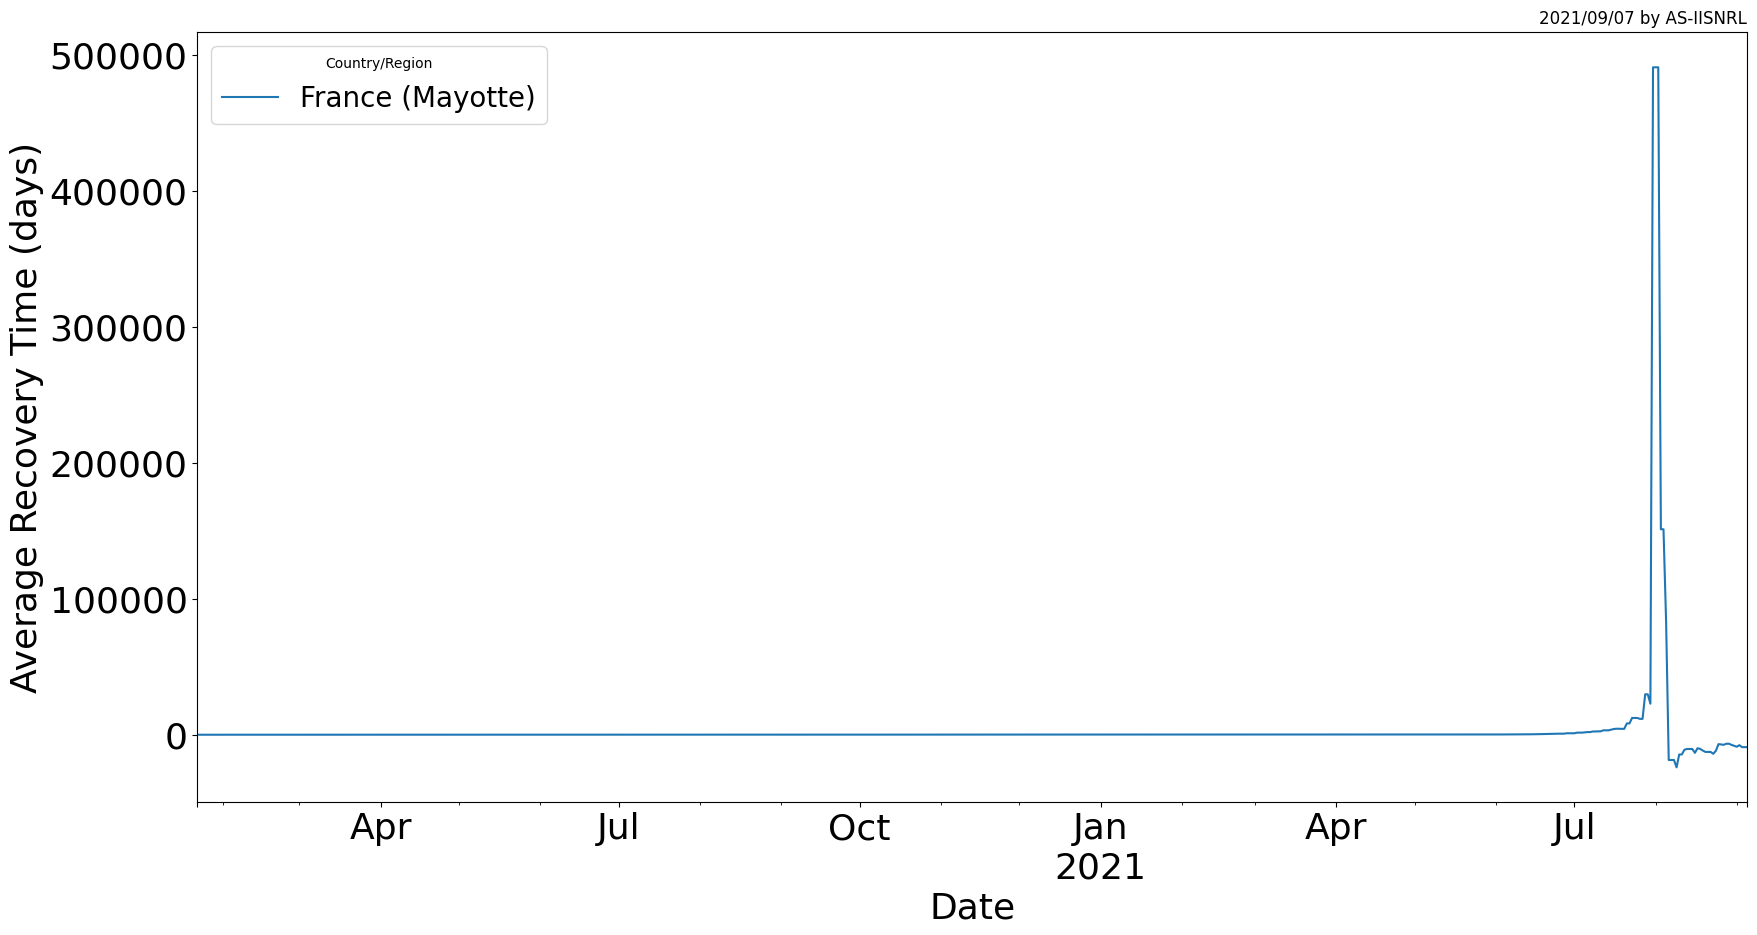 2021/09/07 by AS-IISNRL
Country/Region
France (Mayotte)
Average Recovery Time (days)
500000
400000
300000
200000
100000
0
Apr Jul Oct Jan Apr Jul
2021
Date